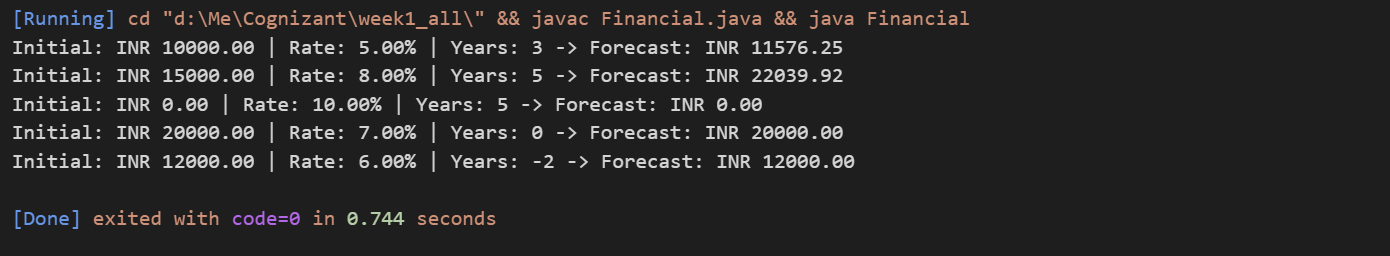 [Running] cd "d:\Me\Cognizant\week1_all\" && javac Financial.java && java Financial
Initial: INR 10000.00 | Rate: 5.00% | Years: 3 -> Forecast: INR 11576.25
Initial: INR 15000.00 | Rate: 8.00% | Years: 5 -> Forecast: INR 22039.92
Initial: INR 0.00 | Rate: 10.00% | Years: 5 -> Forecast: INR 0.00
Initial: INR 20000.00 | Rate: 7.00% | Years: 0 -> Forecast: INR 20000.00
Initial: INR 12000.00 | Rate: 6.00% | Years: -2 -> Forecast: INR 12000.00
[Done] exited with code=0 in 0.744 seconds